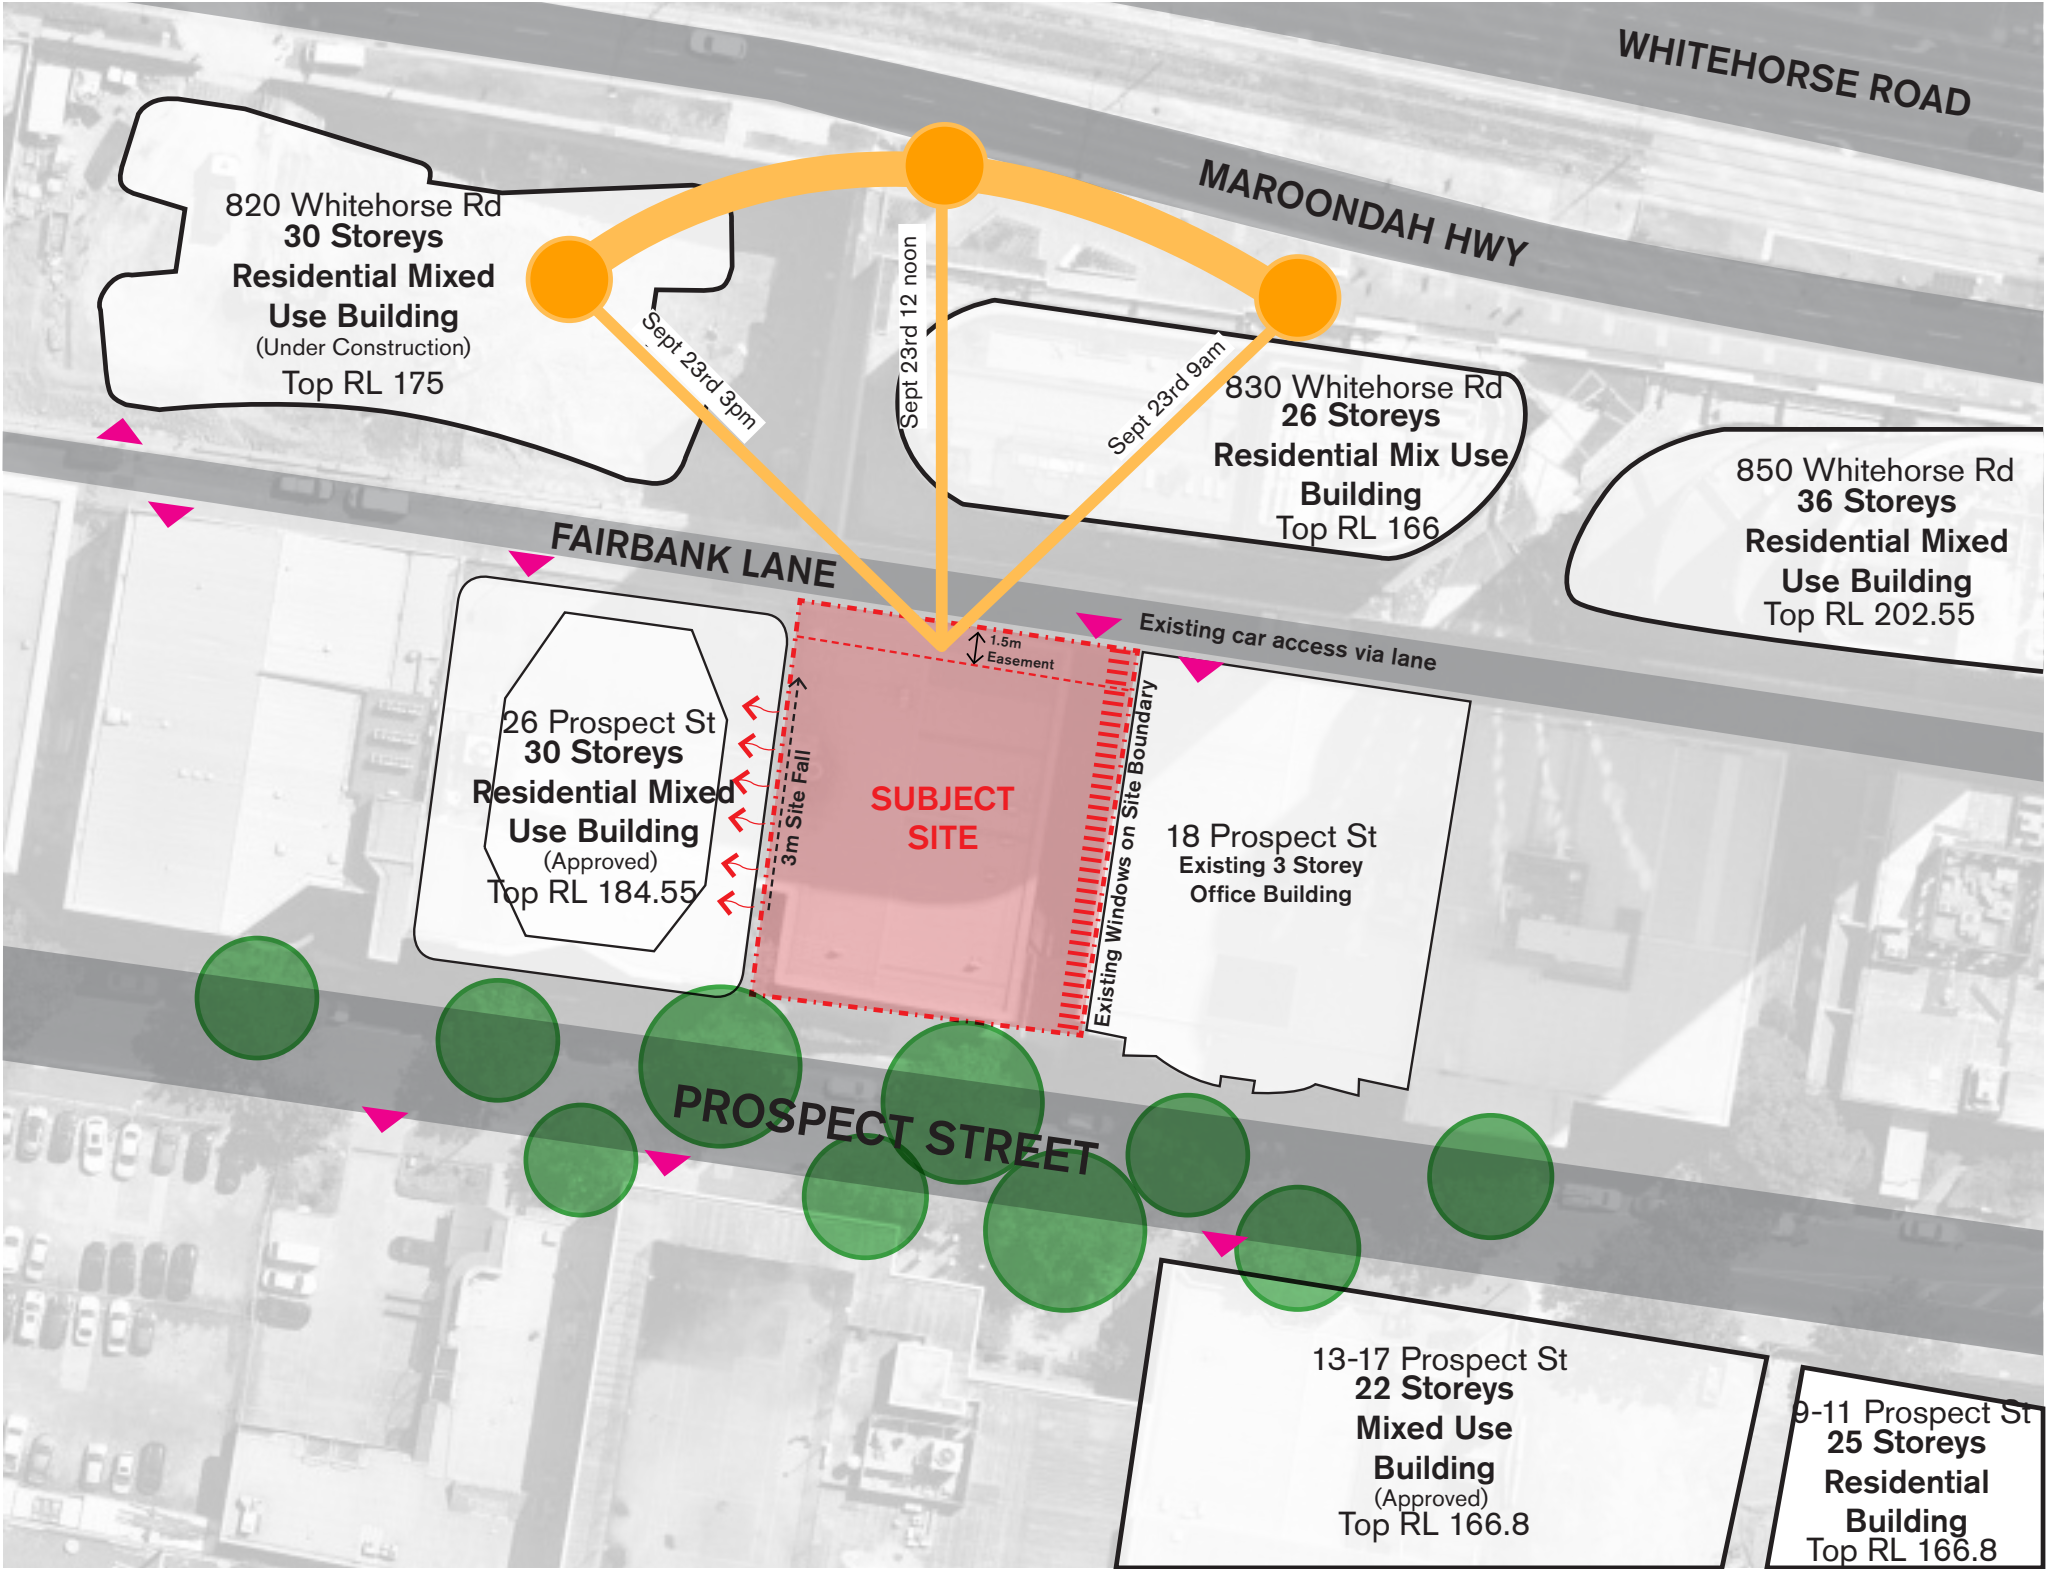 WHITEHORSE ROAD
MAROONDAH HWY
820 Whitehorse Rd
30 Storeys
Residential Mixed
Use Building
(Under Construction)
Top RL 175
Sept 23rd 3pm
Sept 23rd 12 noon
Sept 23rd 9am
830 Whitehorse Rd
26 Storeys
Residential Mix Use
Building
Top RL 166
850 Whitehorse Rd
36 Storeys
Residential Mixed
Use Building
Top RL 202.55
FAIRBANK LANE
Existing car access via lane
1.5m
Easement
26 Prospect St
30 Storeys
Residential Mixed
Use Building
(Approved)
Top RL 184.55
3m Site Fall
SUBJECT
SITE
Existing Windows on Site Boundary
18 Prospect St
Existing 3 Storey
Office Building
PROSPECT STREET
13-17 Prospect St
22 Storeys
Mixed Use
Building
(Approved)
Top RL 166.8
9-11 Prospect St
25 Storeys
Residential
Building
Top RL 166.8